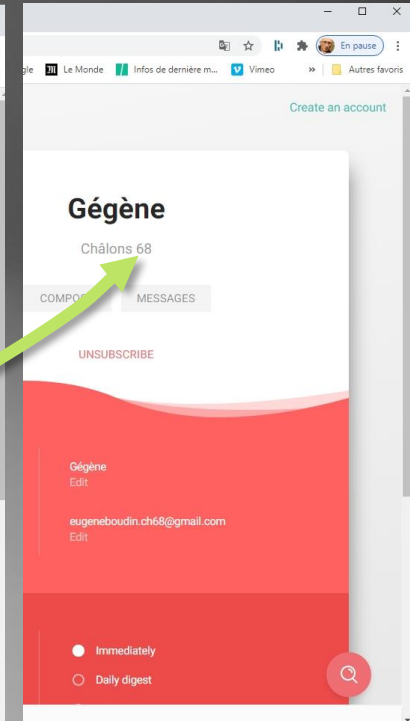 En pause
gle Le Monde Infos de dernière m... Vimeo » Autres favoris
Create an account
Gégène
Châlons 68
MESSAGES
UNSUBSCRIBE
Gégène
Edit
eugeneboudin.ch68@gmail.com
Edit
Immediately
Daily digest